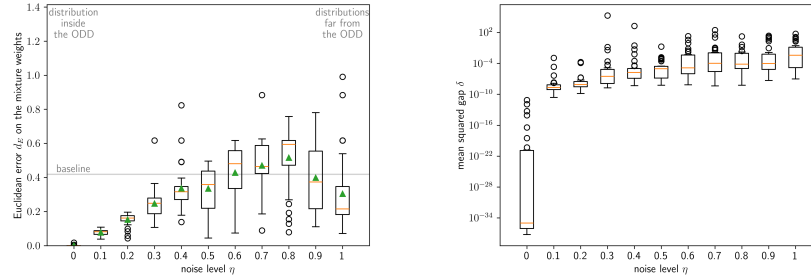 distribution
inside
the ODD
distributions
far from
the ODD
baseline
Euclidean error d_E on the mixture weights
1.4
1.2
1.0
0.8
0.6
0.4
0.2
0.0
0 0.1 0.2 0.3 0.4 0.5 0.6 0.7 0.8 0.9 1
noise level η
mean squared gap δ
10^2
10^-4
10^-10
10^-16
10^-22
10^-28
10^-34
0 0.1 0.2 0.3 0.4 0.5 0.6 0.7 0.8 0.9 1
noise level η